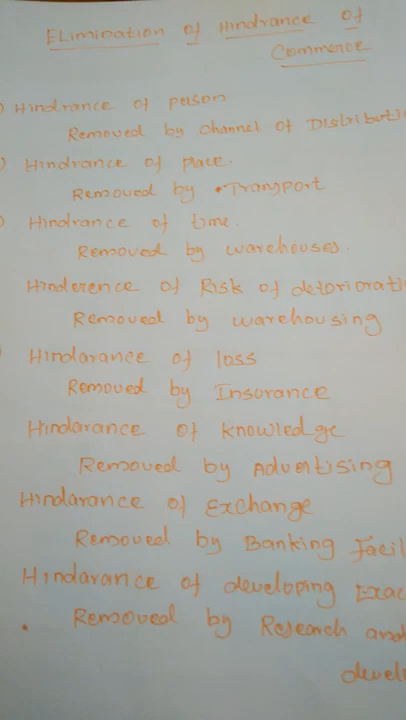 Elimination of Hindrance of
Commerce
) Hindrance of person
Removed by channel of Distributi
) Hindrance of place.
Removed by • Transport
) Hindrance of time.
Removed by warehouses.
Hinderence of Risk of detoriorati
Removed by warehousing
Hindarance of loss
Removed by Insurance
Hindarance of knowledge
Removed by Advertising
Hindarance of Exchange
Removed by Banking facil
Hindarance of developing Exac
. Removed by Research and
devel